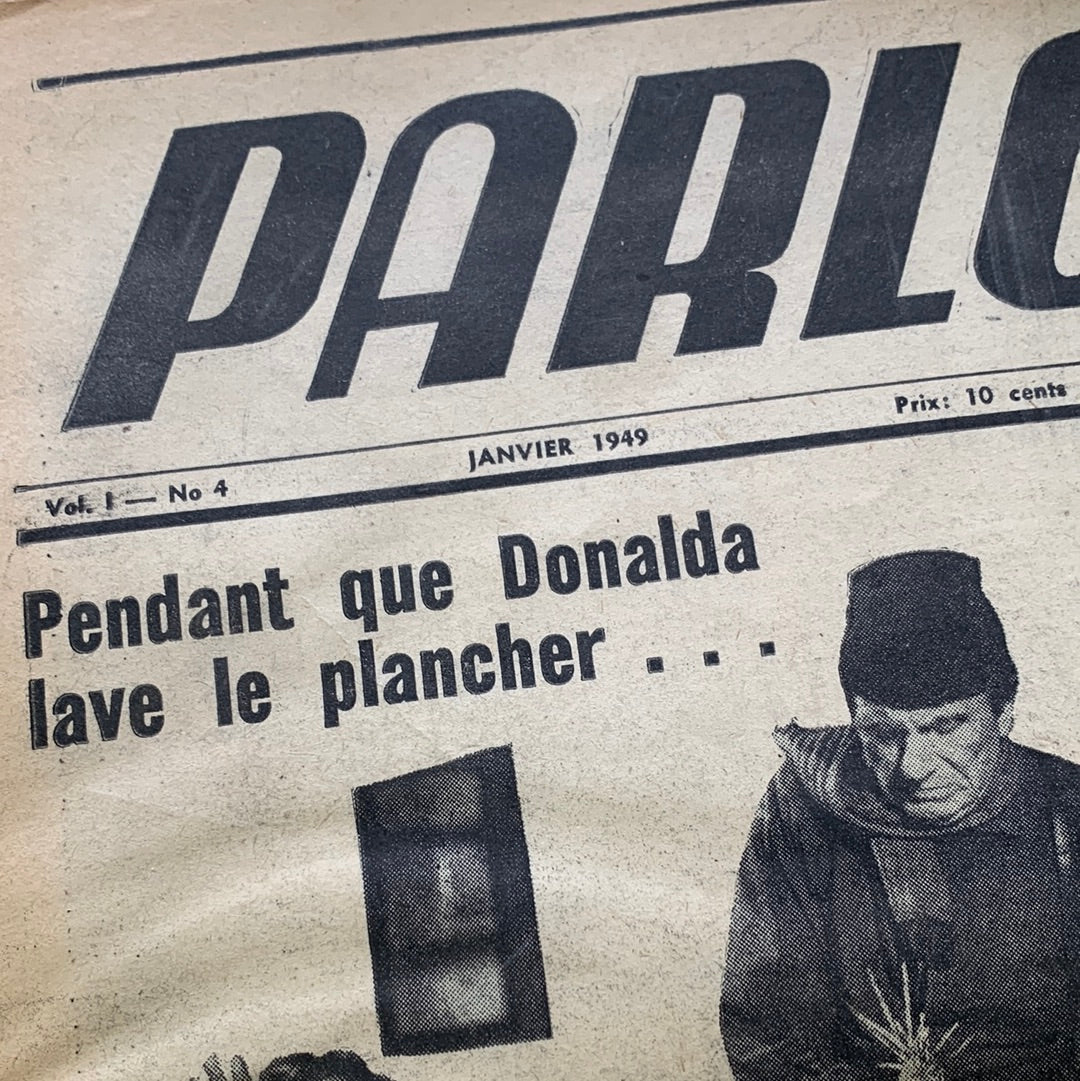 PARLO
JANVIER 1949
Prix: 10 cents
Vol. I — No 4
Pendant que Donalda
lave le plancher . . .